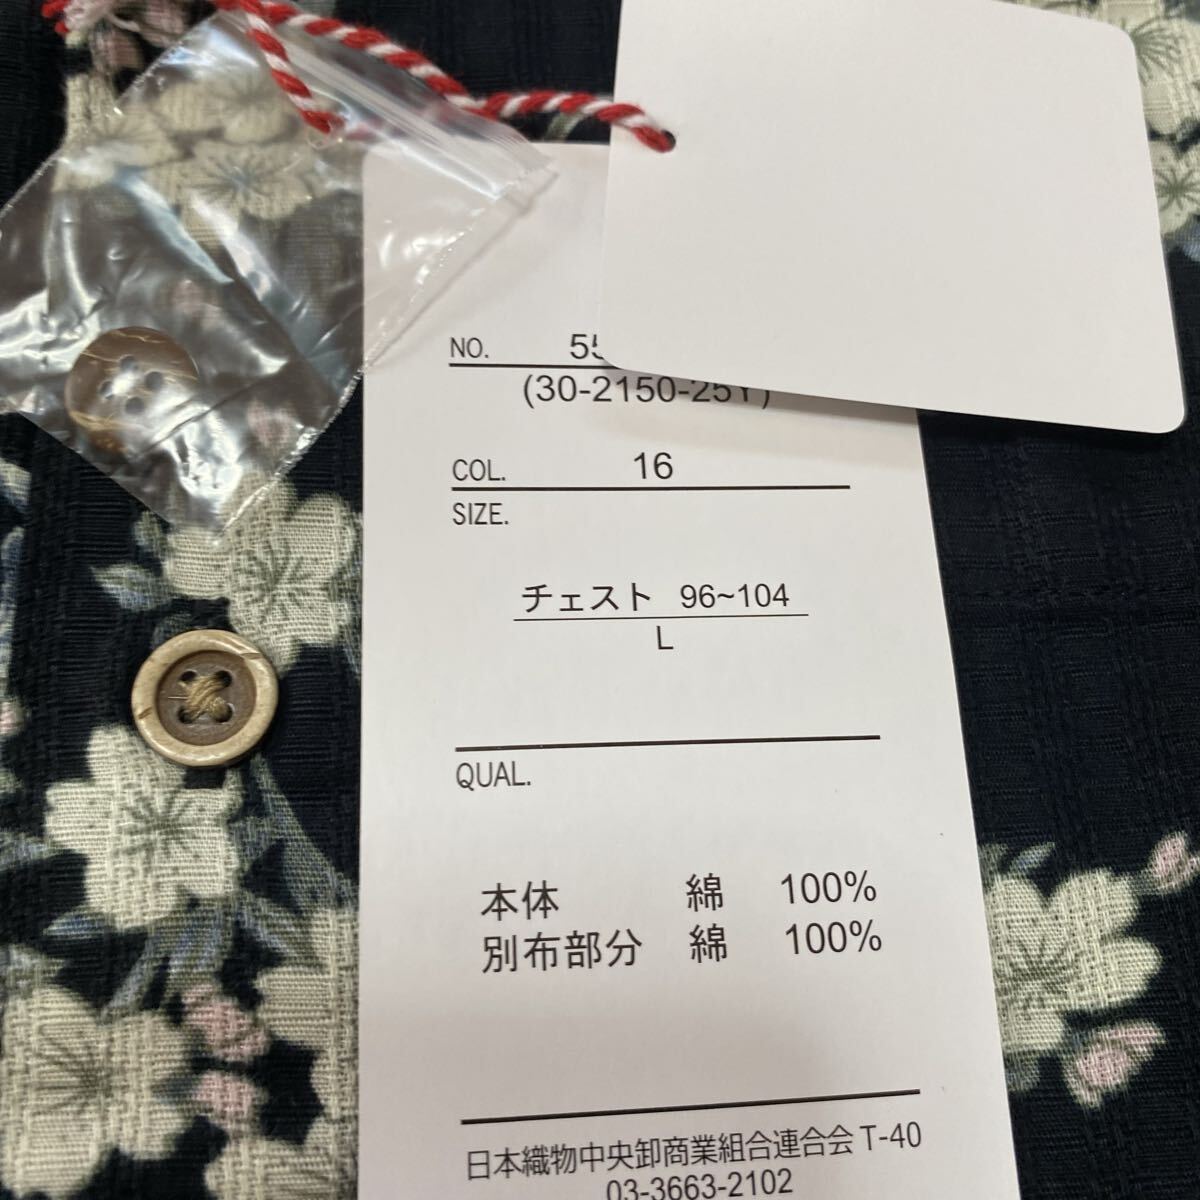 NO.
(30-2150-25Y)
COL. 16
SIZE.
チェスト 96~104
L
QUAL.
本体 綿 100%
別布部分 綿 100%
日本織物中央卸商業組合連合会 T-40
03-3663-2102